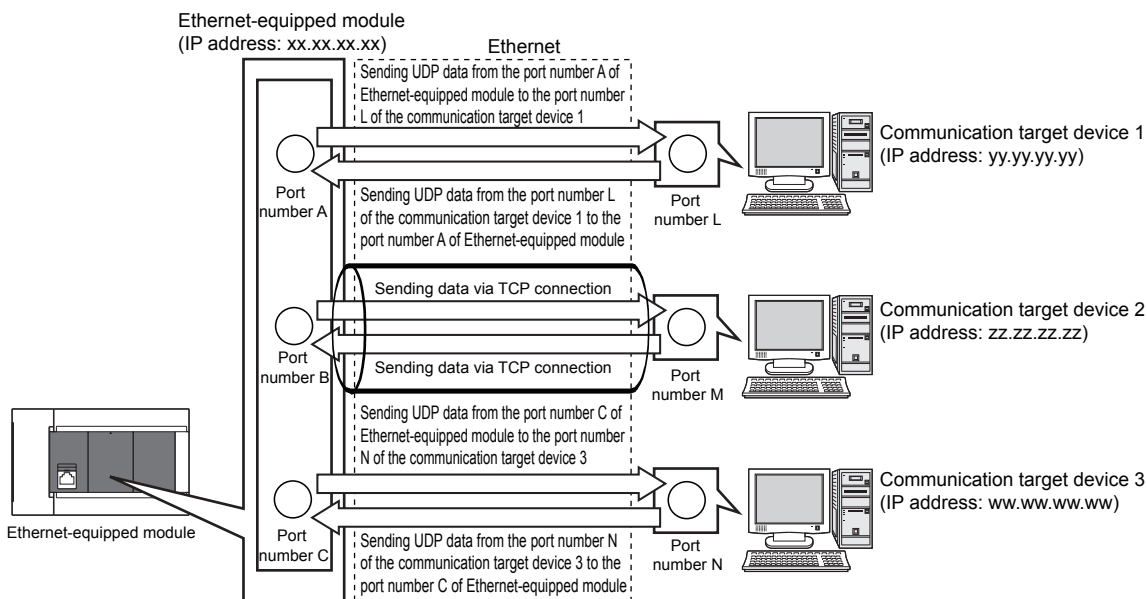 Ethernet-equipped module
(IP address: xx.xx.xx.xx)
Ethernet
Sending UDP data from the port number A of
Ethernet-equipped module to the port number
L of the communication target device 1
Port
number A
Port
number L
Communication target device 1
(IP address: yy.yy.yy.yy)
Sending UDP data from the port number L
of the communication target device 1 to the
port number A of Ethernet-equipped module
Sending data via TCP connection
Port
number B
Sending data via TCP connection
Port
number M
Communication target device 2
(IP address: zz.zz.zz.zz)
Sending UDP data from the port number C of
Ethernet-equipped module to the port number
N of the communication target device 3
Port
number C
Port
number N
Communication target device 3
(IP address: ww.ww.ww.ww)
Sending UDP data from the port number N
of the communication target device 3 to the
port number C of Ethernet-equipped module
Ethernet-equipped module